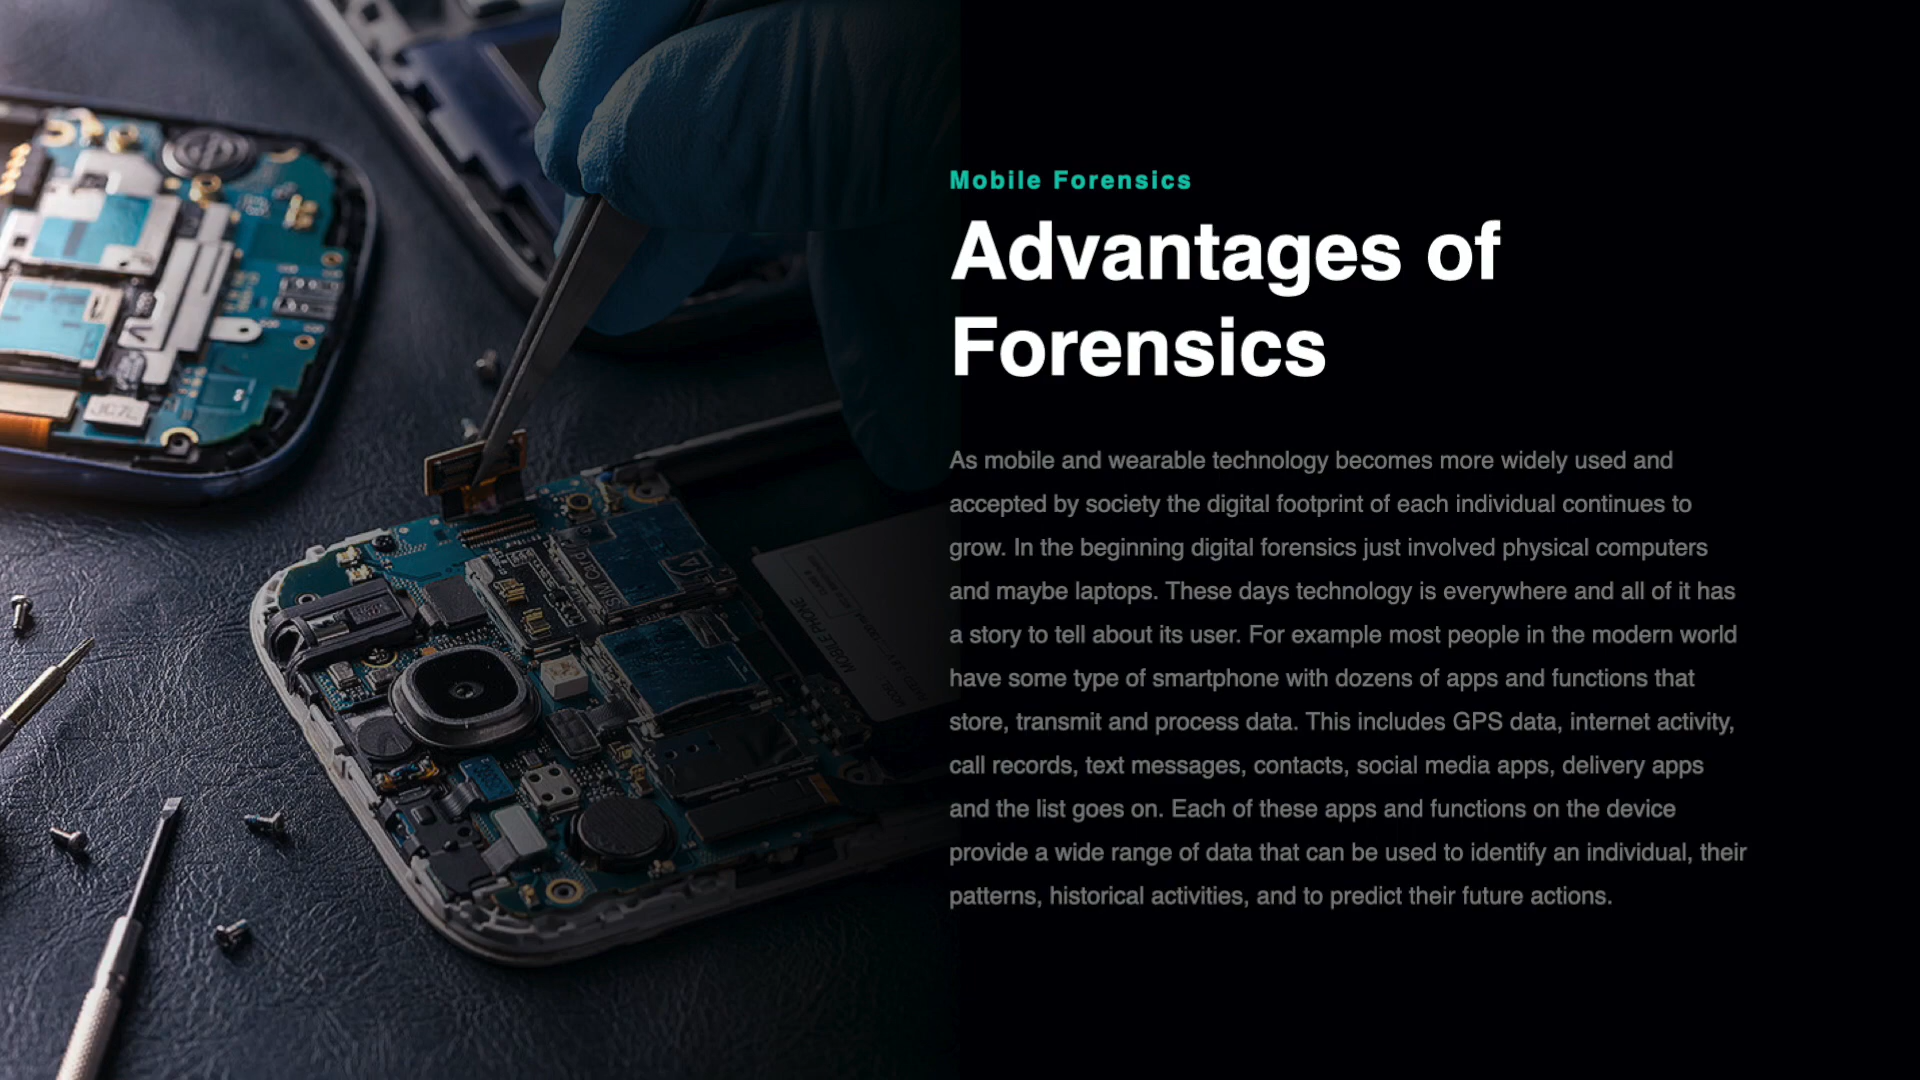 Mobile Forensics
Advantages of
Forensics
As mobile and wearable technology becomes more widely used and
accepted by society the digital footprint of each individual continues to
grow. In the beginning digital forensics just involved physical computers
and maybe laptops. These days technology is everywhere and all of it has
a story to tell about its user. For example most people in the modern world
have some type of smartphone with dozens of apps and functions that
store, transmit and process data. This includes GPS data, internet activity,
call records, text messages, contacts, social media apps, delivery apps
and the list goes on. Each of these apps and functions on the device
provide a wide range of data that can be used to identify an individual, their
patterns, historical activities, and to predict their future actions.
MOBILE PHONE